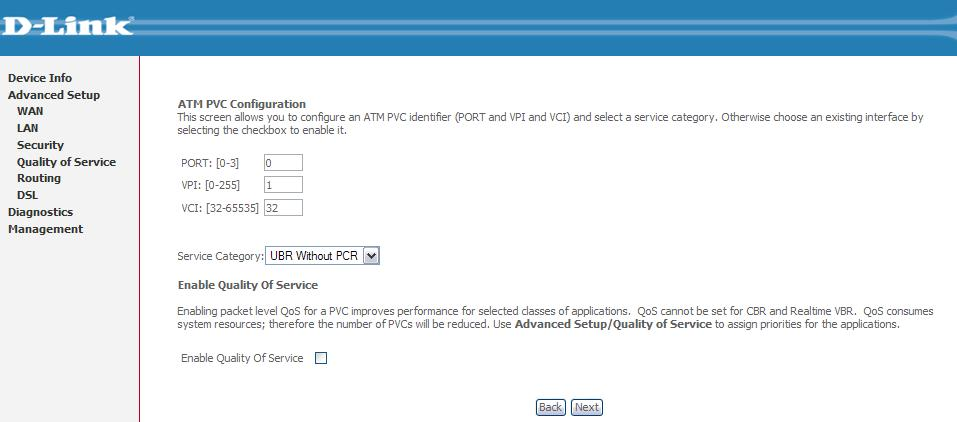 D-Link
Device Info
Advanced Setup
WAN
LAN
Security
Quality of Service
Routing
DSL
Diagnostics
Management
ATM PVC Configuration
This screen allows you to configure an ATM PVC identifier (PORT and VPI and VCI) and select a service category. Otherwise choose an existing interface by
selecting the checkbox to enable it.
PORT: [0-3] 0
VPI: [0-255] 1
VCI: [32-65535] 32
Service Category: UBR Without PCR
Enable Quality Of Service
Enabling packet level QoS for a PVC improves performance for selected classes of applications. QoS cannot be set for CBR and Realtime VBR. QoS consumes
system resources; therefore the number of PVCs will be reduced. Use Advanced Setup/Quality of Service to assign priorities for the applications.
Enable Quality Of Service
Back Next